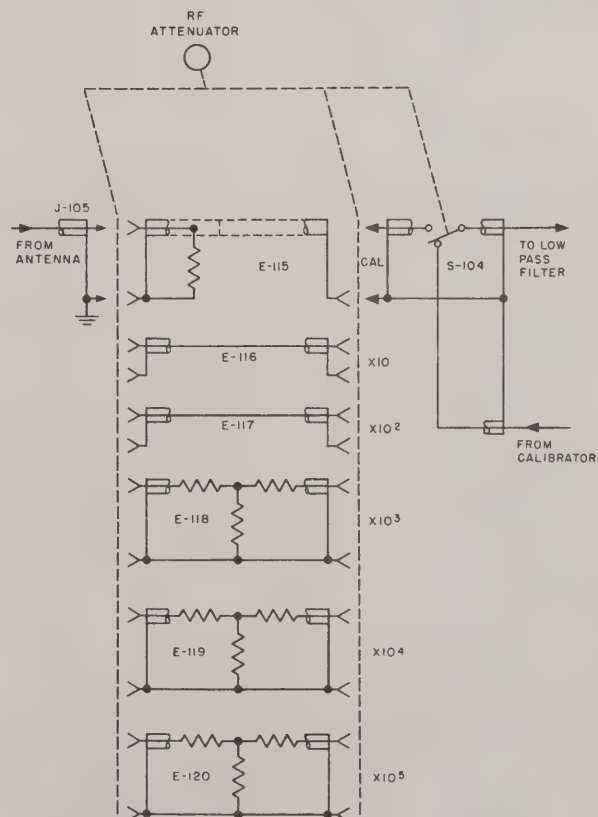 RF
ATTENUATOR
J-105
FROM
ANTENNA
E-115
CAL
S-104
TO LOW
PASS
FILTER
E-116
X10
E-117
X10²
FROM
CALIBRATOR
E-118
X10³
E-119
X10⁴
E-120
X10⁵